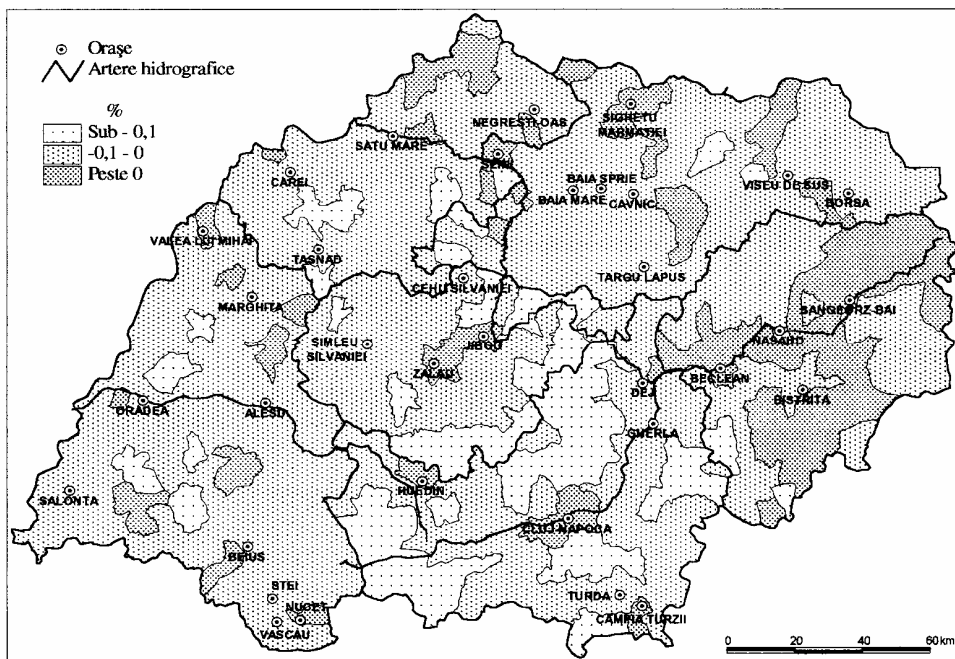 Orașe
Artere hidrografice
%
Sub - 0,1
-0,1 - 0
Peste 0
NEGRESTI-OAS
SIGHETU
MARMATIEI
SATU MARE
SEINI
CAREI
BAIA SPRIE
BAIA MARE
CAVNIC
VISEU DE SUS
BORSA
VALEA LUI MIHAI
TASNAD
TARGU LAPUS
CEHU SILVANIEI
MARGHITA
SANGEORZ-BAI
SIMLEU
SILVANIEI
JIBOU
NASAUD
ZALAU
BECLEAN
DEJ
BISTRITA
ORADEA
ALESD
GHERLA
HUEDIN
SALONTA
CLUJ-NAPOCA
BEIUS
STEI
NUCET
VASCAU
TURDA
CAMPIA TURZII
0 20 40 60 km